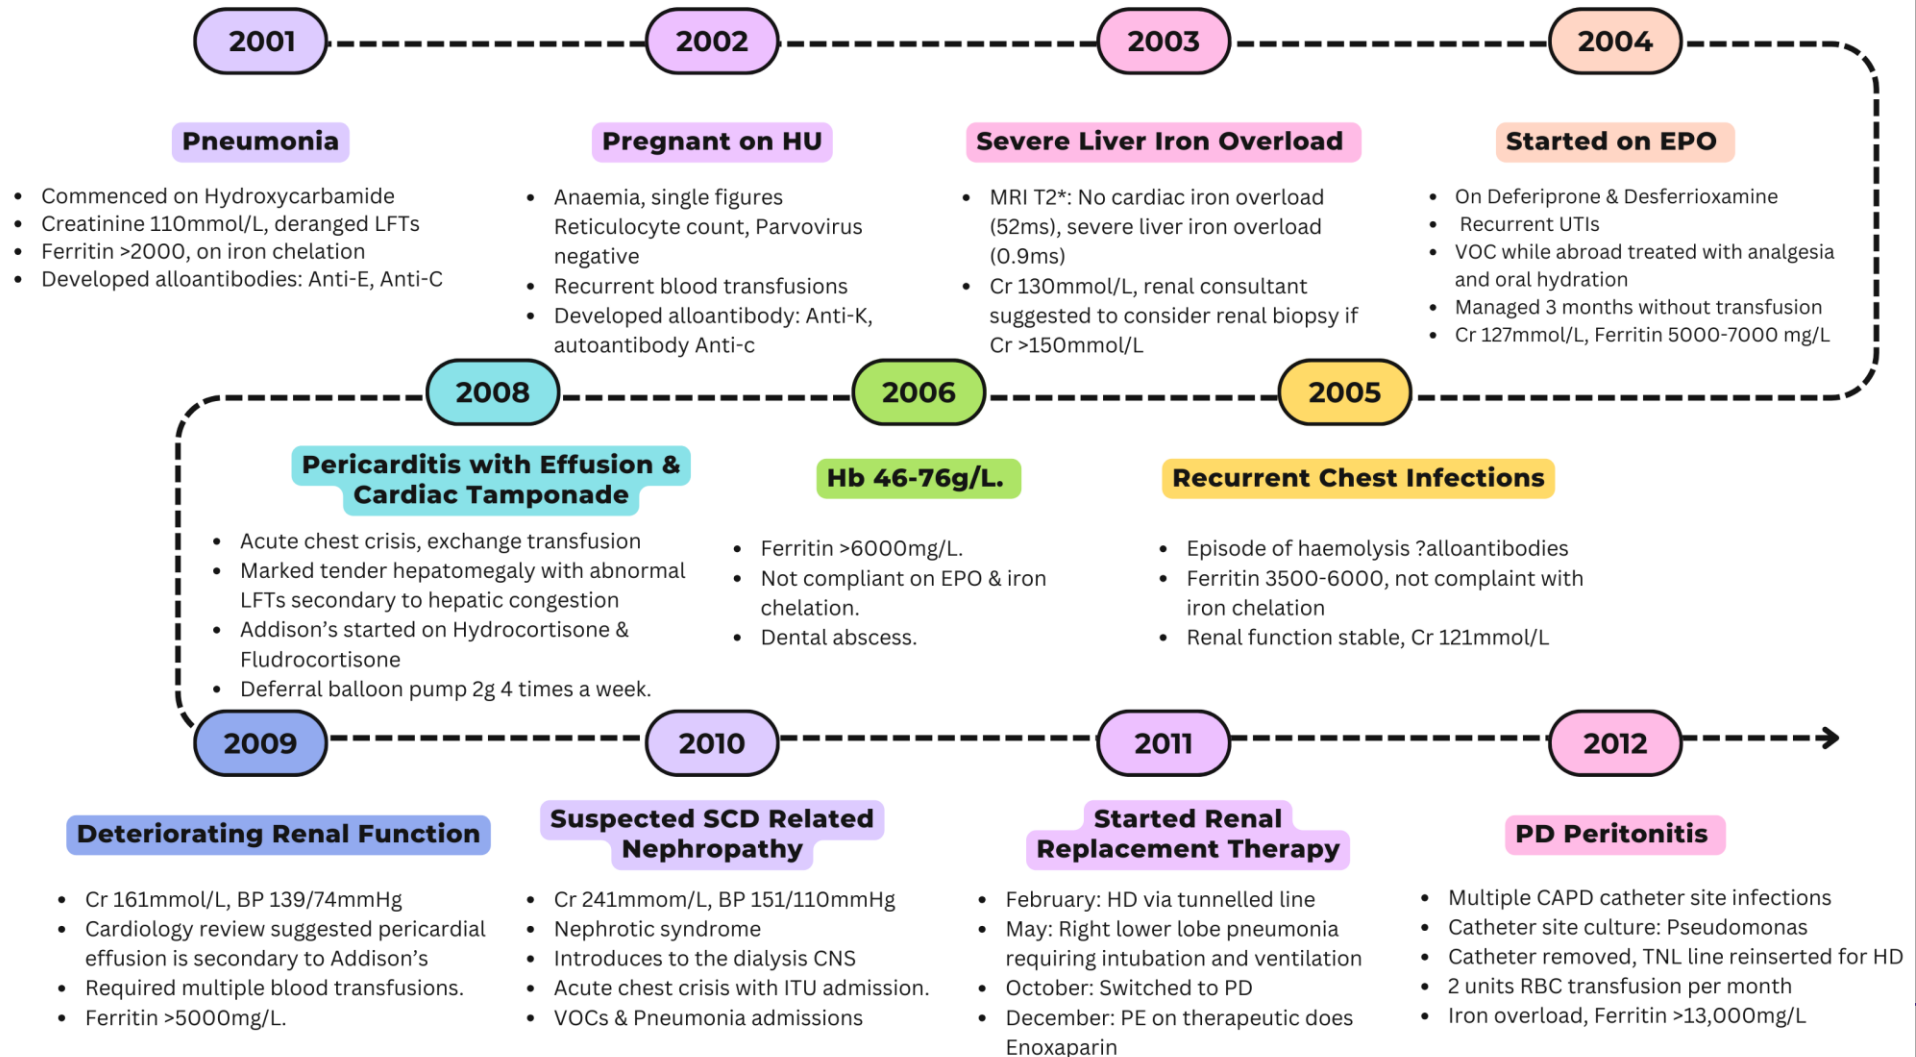 2001
2002
2003
2004
Pneumonia
• Commenced on Hydroxycarbamide
• Creatinine 110mmol/L, deranged LFTs
• Ferritin >2000, on iron chelation
• Developed alloantibodies: Anti-E, Anti-C
Pregnant on HU
• Anaemia, single figures
Reticulocyte count, Parvovirus
negative
• Recurrent blood transfusions
• Developed alloantibody: Anti-K,
autoantibody Anti-c
Severe Liver Iron Overload
• MRI T2*: No cardiac iron overload
(52ms), severe liver iron overload
(0.9ms)
• Cr 130mmol/L, renal consultant
suggested to consider renal biopsy if
Cr >150mmol/L
Started on EPO
• On Deferiprone & Desferrioxamine
• Recurrent UTIs
• VOC while abroad treated with analgesia
and oral hydration
• Managed 3 months without transfusion
• Cr 127mmol/L, Ferritin 5000-7000 mg/L
2008
2006
2005
Pericarditis with Effusion &
Cardiac Tamponade
• Acute chest crisis, exchange transfusion
• Marked tender hepatomegaly with abnormal
LFTs secondary to hepatic congestion
• Addison's started on Hydrocortisone &
Fludrocortisone
• Deferral balloon pump 2g 4 times a week.
Hb 46-76g/L.
• Ferritin >6000mg/L.
• Not compliant on EPO & iron
chelation.
• Dental abscess.
Recurrent Chest Infections
• Episode of haemolysis ?alloantibodies
• Ferritin 3500-6000, not complaint with
iron chelation
• Renal function stable, Cr 121mmol/L
2009
2010
2011
2012
Deteriorating Renal Function
• Cr 161mmol/L, BP 139/74mmHg
• Cardiology review suggested pericardial
effusion is secondary to Addison's
• Required multiple blood transfusions.
• Ferritin >5000mg/L.
Suspected SCD Related
Nephropathy
• Cr 241mmom/L, BP 151/110mmHg
• Nephrotic syndrome
• Introduces to the dialysis CNS
• Acute chest crisis with ITU admission.
• VOCs & Pneumonia admissions
Started Renal
Replacement Therapy
• February: HD via tunnelled line
• May: Right lower lobe pneumonia
requiring intubation and ventilation
• October: Switched to PD
• December: PE on therapeutic does
Enoxaparin
PD Peritonitis
• Multiple CAPD catheter site infections
• Catheter site culture: Pseudomonas
• Catheter removed, TNL line reinserted for HD
• 2 units RBC transfusion per month
• Iron overload, Ferritin >13,000mg/L